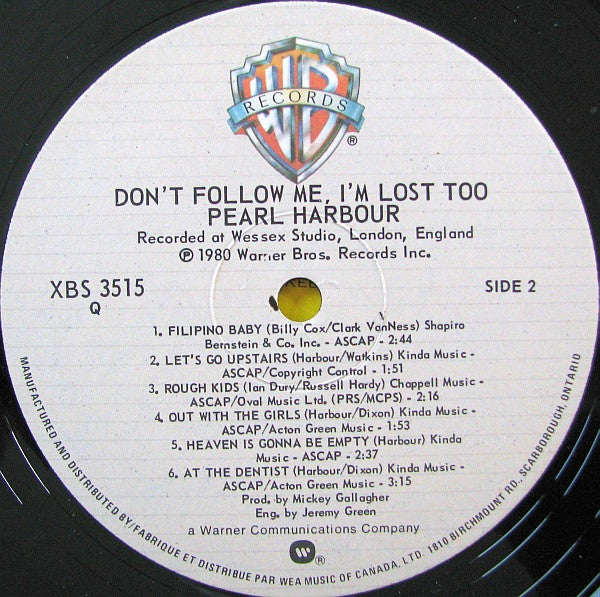 WB
RECORDS
®
DON'T FOLLOW ME, I'M LOST TOO
PEARL HARBOUR
Recorded at Wessex Studio, London, England
℗ 1980 Warner Bros. Records Inc.
XBS 3515
Q
SIDE 2
1. FILIPINO BABY (Billy Cox/Clark VanNess) Shapiro
Bernstein & Co. Inc. - ASCAP - 2:44
2. LET'S GO UPSTAIRS (Harbour/Watkins) Kinda Music -
ASCAP/Copyright Control - 1:51
3. ROUGH KIDS (Ian Dury/Russell Hardy) Chappell Music -
ASCAP/Oval Music Ltd. (PRS/MCPS) - 2:16
4. OUT WITH THE GIRLS (Harbour/Dixon) Kinda Music -
ASCAP/Acton Green Music - 1:53
5. HEAVEN IS GONNA BE EMPTY (Harbour) Kinda
Music - ASCAP - 2:37
6. AT THE DENTIST (Harbour/Dixon) Kinda Music -
ASCAP/Acton Green Music - 3:15
Prod. by Mickey Gallagher
Eng. by Jeremy Green
a Warner Communications Company
®
MANUFACTURED AND DISTRIBUTED BY/FABRIQUE ET DISTRIBUE PAR WEA MUSIC OF CANADA, LTD. 1810 BIRCHMOUNT RD., SCARBOROUGH, ONTARIO